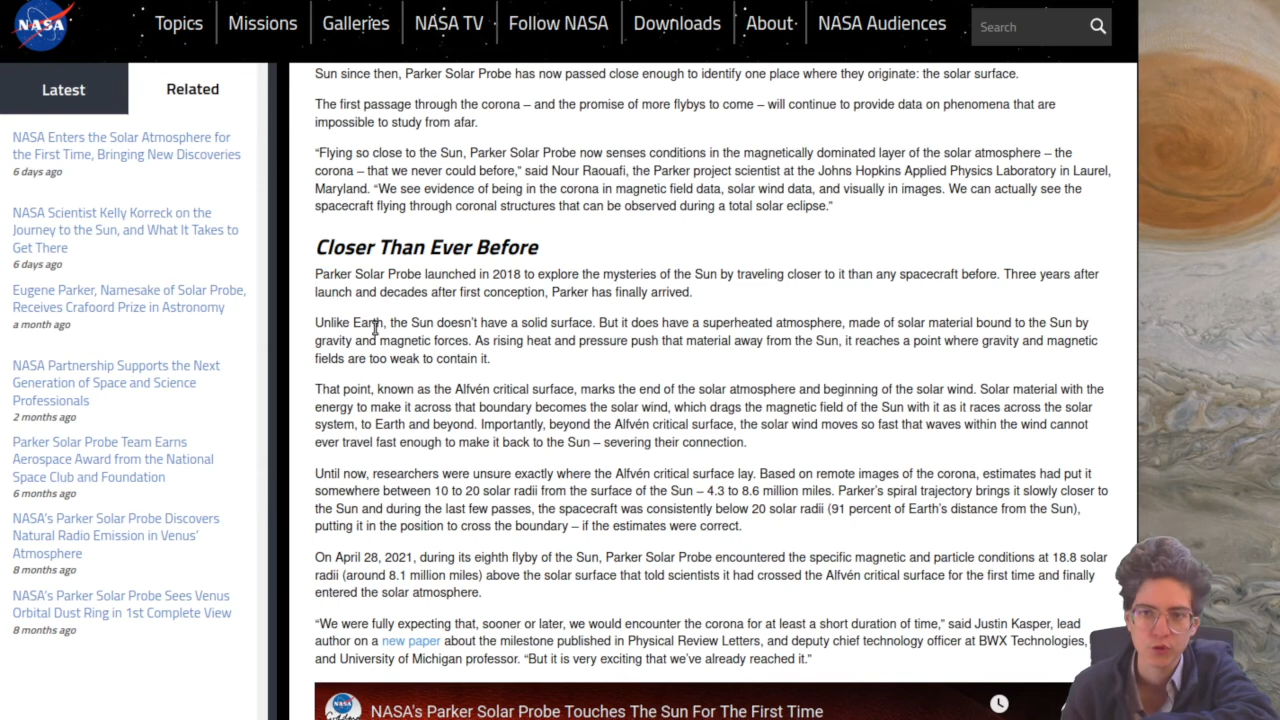 NASA
Topics
Missions
Galleries
NASA TV
Follow NASA
Downloads
About
NASA Audiences
Search
Latest
Related
NASA Enters the Solar Atmosphere for
the First Time, Bringing New Discoveries
6 days ago
NASA Scientist Kelly Korreck on the
Journey to the Sun, and What It Takes to
Get There
6 days ago
Eugene Parker, Namesake of Solar Probe,
Receives Crafoord Prize in Astronomy
a month ago
NASA Partnership Supports the Next
Generation of Space and Science
Professionals
2 months ago
Parker Solar Probe Team Earns
Aerospace Award from the National
Space Club and Foundation
6 months ago
NASA's Parker Solar Probe Discovers
Natural Radio Emission in Venus'
Atmosphere
8 months ago
NASA's Parker Solar Probe Sees Venus
Orbital Dust Ring in 1st Complete View
8 months ago
Sun since then, Parker Solar Probe has now passed close enough to identify one place where they originate: the solar surface.
The first passage through the corona – and the promise of more flybys to come – will continue to provide data on phenomena that are
impossible to study from afar.
“Flying so close to the Sun, Parker Solar Probe now senses conditions in the magnetically dominated layer of the solar atmosphere – the
corona – that we never could before,” said Nour Raouafi, the Parker project scientist at the Johns Hopkins Applied Physics Laboratory in Laurel,
Maryland. “We see evidence of being in the corona in magnetic field data, solar wind data, and visually in images. We can actually see the
spacecraft flying through coronal structures that can be observed during a total solar eclipse.”
Closer Than Ever Before
Parker Solar Probe launched in 2018 to explore the mysteries of the Sun by traveling closer to it than any spacecraft before. Three years after
launch and decades after first conception, Parker has finally arrived.
Unlike Earth, the Sun doesn’t have a solid surface. But it does have a superheated atmosphere, made of solar material bound to the Sun by
gravity and magnetic forces. As rising heat and pressure push that material away from the Sun, it reaches a point where gravity and magnetic
fields are too weak to contain it.
That point, known as the Alfvén critical surface, marks the end of the solar atmosphere and beginning of the solar wind. Solar material with the
energy to make it across that boundary becomes the solar wind, which drags the magnetic field of the Sun with it as it races across the solar
system, to Earth and beyond. Importantly, beyond the Alfvén critical surface, the solar wind moves so fast that waves within the wind cannot
ever travel fast enough to make it back to the Sun – severing their connection.
Until now, researchers were unsure exactly where the Alfvén critical surface lay. Based on remote images of the corona, estimates had put it
somewhere between 10 to 20 solar radii from the surface of the Sun – 4.3 to 8.6 million miles. Parker’s spiral trajectory brings it slowly closer to
the Sun and during the last few passes, the spacecraft was consistently below 20 solar radii (91 percent of Earth’s distance from the Sun),
putting it in the position to cross the boundary – if the estimates were correct.
On April 28, 2021, during its eighth flyby of the Sun, Parker Solar Probe encountered the specific magnetic and particle conditions at 18.8 solar
radii (around 8.1 million miles) above the solar surface that told scientists it had crossed the Alfvén critical surface for the first time and finally
entered the solar atmosphere.
“We were fully expecting that, sooner or later, we would encounter the corona for at least a short duration of time,” said Justin Kasper, lead
author on a new paper about the milestone published in Physical Review Letters, and deputy chief technology officer at BWX Technologies,
and University of Michigan professor. “But it is very exciting that we’ve already reached it.”
NASA
NASA's Parker Solar Probe Touches The Sun For The First Time